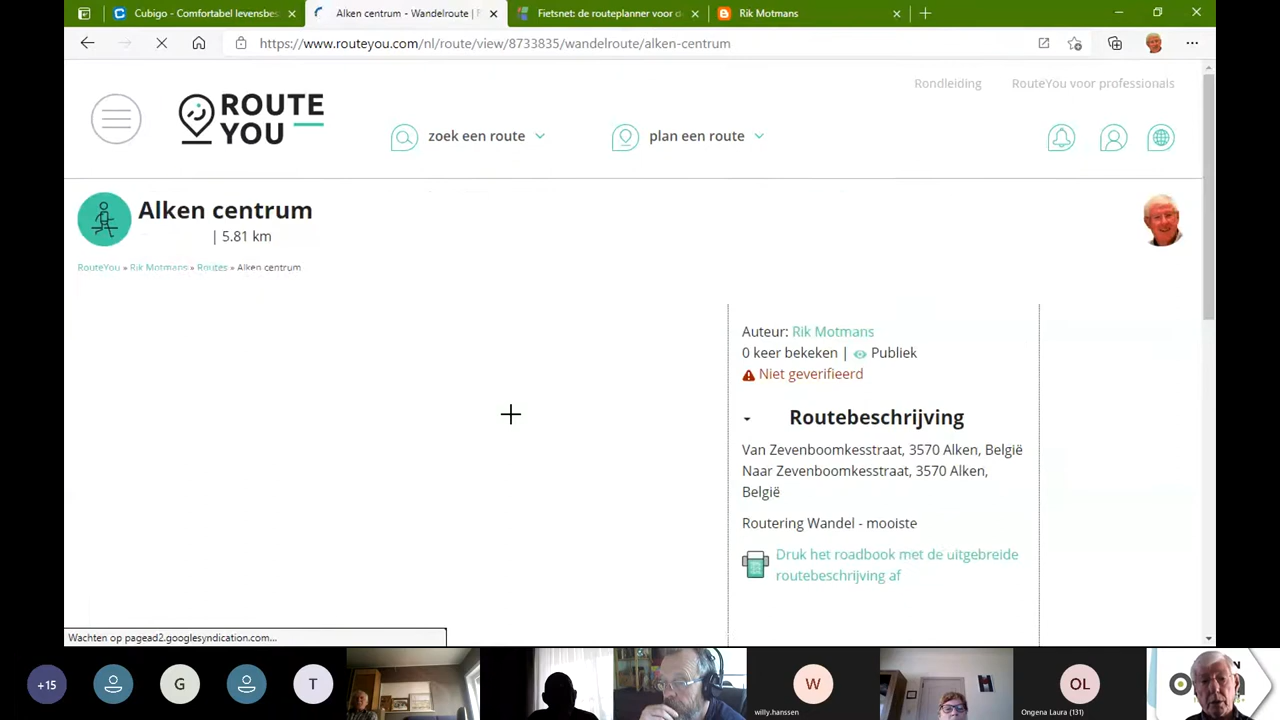 Cubigo - Comfortabel levensbes
Alken centrum - Wandelroute | R
Fietsnet: de routeplanner voor d
Rik Motmans
https://www.routeyou.com/nl/route/view/8733835/wandelroute/alken-centrum
Rondleiding
RouteYou voor professionals
ROUTE
YOU
zoek een route
plan een route
Alken centrum
| 5.81 km
RouteYou » Rik Motmans » Routes » Alken centrum
Auteur: Rik Motmans
0 keer bekeken | Publiek
Niet geverifieerd
Routebeschrijving
Van Zevenboomkesstraat, 3570 Alken, België
Naar Zevenboomkesstraat, 3570 Alken,
België
Routering Wandel - mooiste
Druk het roadbook met de uitgebreide
routebeschrijving af
Wachten op pagead2.googlesyndication.com...
+15
G
T
W
willy.hanssen
OL
Ongena Laura (131)